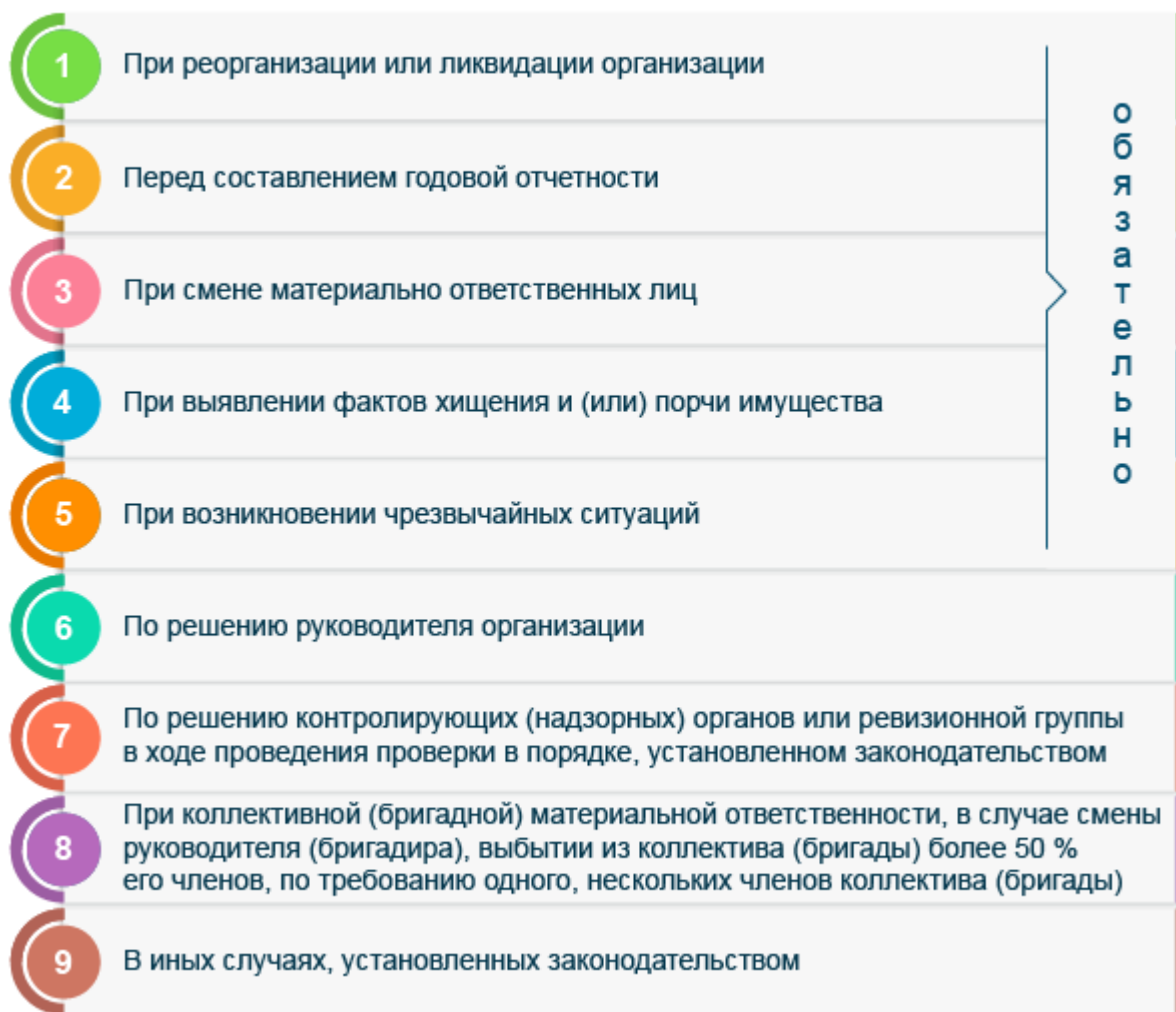 1
При реорганизации или ликвидации организации
2
Перед составлением годовой отчетности
3
При смене материально ответственных лиц
4
При выявлении фактов хищения и (или) порчи имущества
5
При возникновении чрезвычайных ситуаций
обязательно
6
По решению руководителя организации
7
По решению контролирующих (надзорных) органов или ревизионной группы
в ходе проведения проверки в порядке, установленном законодательством
8
При коллективной (бригадной) материальной ответственности, в случае смены
руководителя (бригадира), выбытии из коллектива (бригады) более 50 %
его членов, по требованию одного, нескольких членов коллектива (бригады)
9
В иных случаях, установленных законодательством